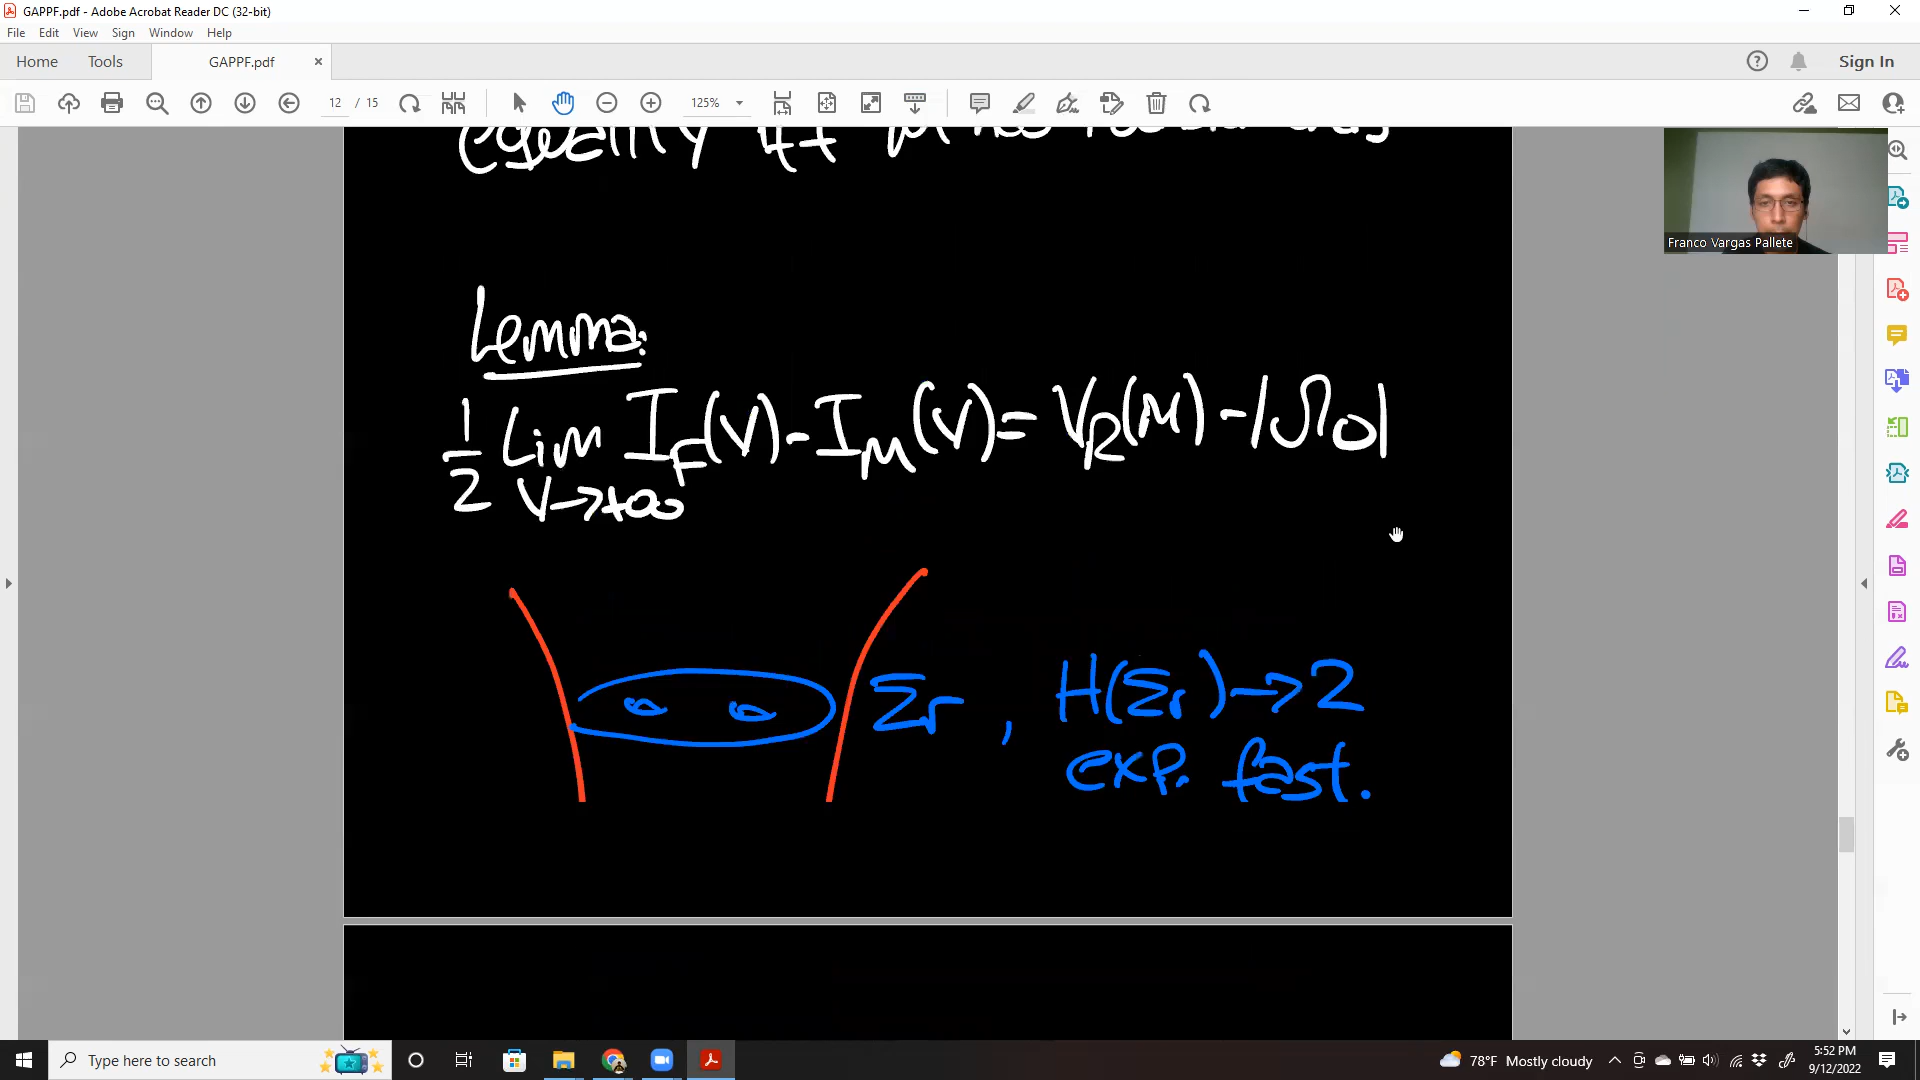 GAPPF.pdf - Adobe Acrobat Reader DC (32-bit)
File Edit View Sign Window Help
Home Tools GAPPF.pdf × Sign In
12 / 15 125%
Franco Vargas Pallete
Lemma:
1/2 Lim V→+∞ I_F(V) - I_M(V) = V_R(M) - |Ω_0|
Σ_r , H(Σ_r) → 2
exp. fast.
Type here to search
78°F Mostly cloudy 5:52 PM
9/12/2022